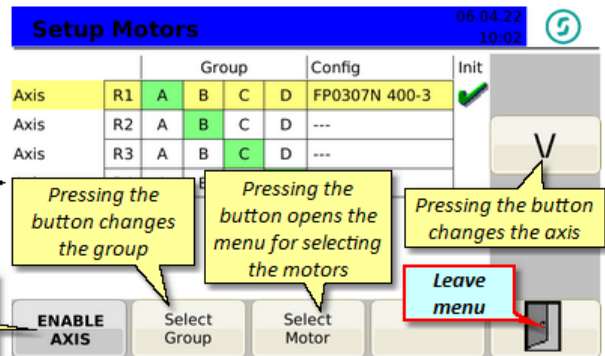 Setup Motors
06.04.22
10:02
Group Config Init
Axis R1 A B C D FP0307N 400-3
Axis R2 A B C D ---
Axis R3 A B C D ---
V
Pressing the
button changes
the group
Pressing the
button opens the
menu for selecting
the motors
Pressing the button
changes the axis
Leave
menu
ENABLE
AXIS
Select
Group
Select
Motor